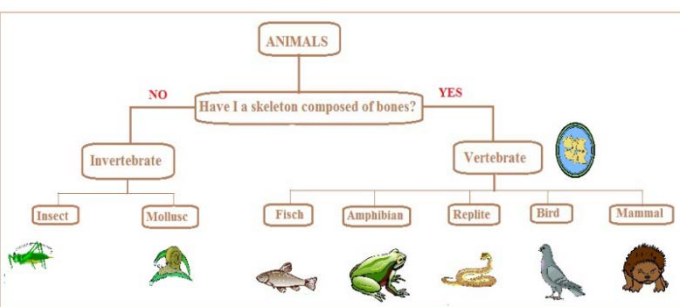 ANIMALS
NO
YES
Have I a skeleton composed of bones?
Invertebrate
Vertebrate
Insect
Mollusc
Fisch
Amphibian
Replite
Bird
Mammal